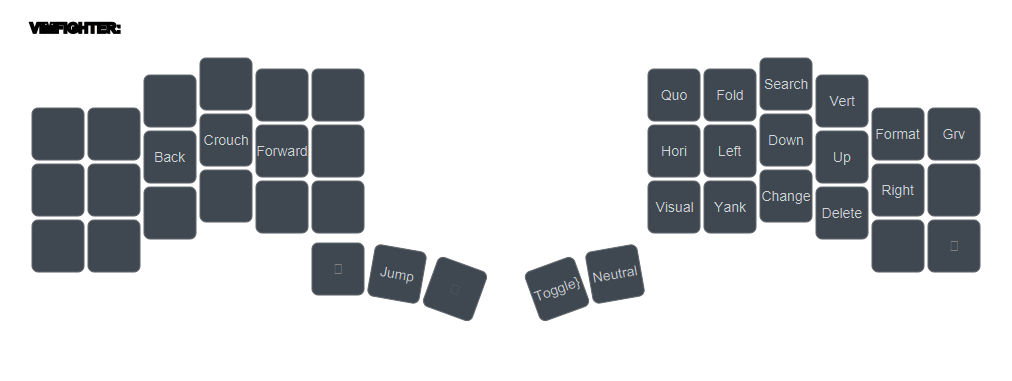 VIMFIGHTER:
Quo Fold Search Vert Format Grv
Back Crouch Forward Hori Left Down Up Right
Visual Yank Change Delete
Jump Toggle} Neutral